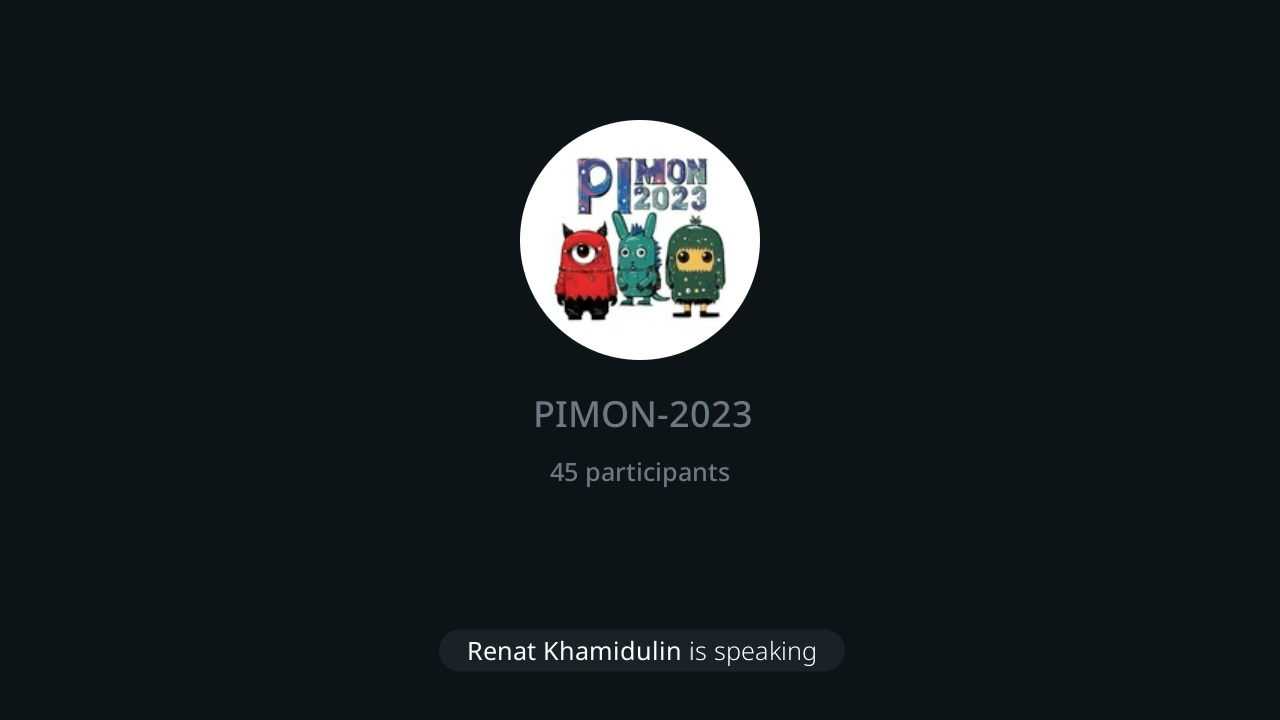 PIMON
2023
PIMON-2023
45 participants
Renat Khamidulin is speaking